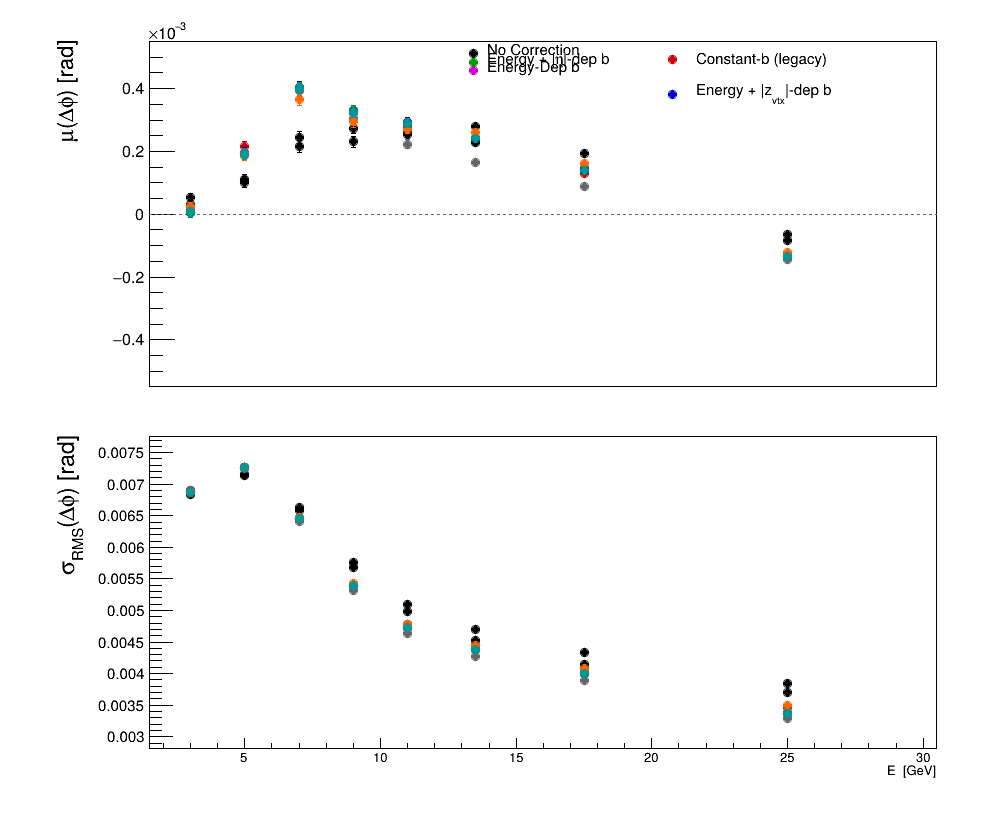 ×10⁻³
μ(Δϕ) [rad]
0.4
0.2
0
−0.2
−0.4
No Correction
Energy + |η|-dep b
Energy-Dep b
Constant-b (legacy)
Energy + |z_vtx|-dep b
σ_RMS(Δϕ) [rad]
0.0075
0.007
0.0065
0.006
0.0055
0.005
0.0045
0.004
0.0035
0.003
5 10 15 20 25 30
E [GeV]